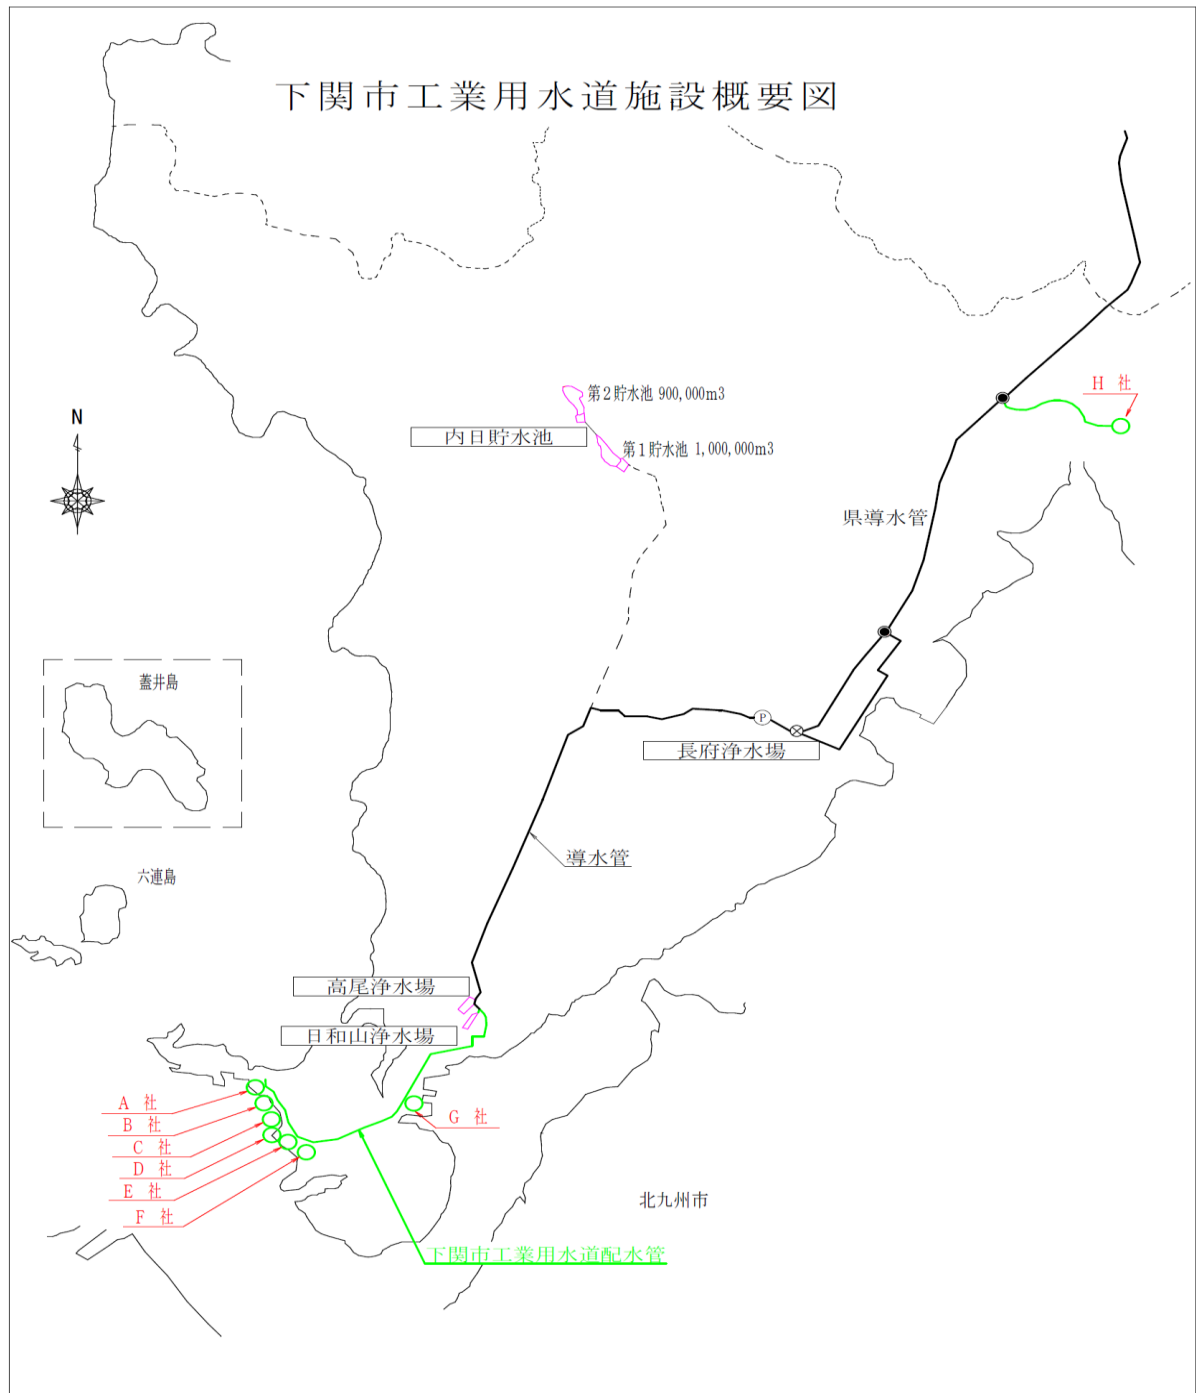 下関市工業用水道施設概要図
第2貯水池 900,000m3
H 社
内日貯水池
第1貯水池 1,000,000m3
N
県導水管
蓋井島
P
長府浄水場
導水管
六連島
高尾浄水場
日和山浄水場
A 社
B 社
G 社
C 社
D 社
E 社
北九州市
F 社
下関市工業用水道配水管